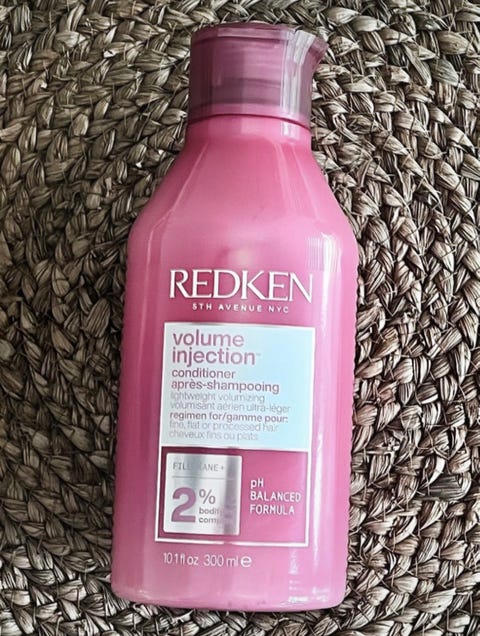 REDKEN
5TH AVENUE NYC
volume
injection™
conditioner
après-shampooing
lightweight volumizing
volumisant aérien ultra-léger
regimen for/gamme pour:
fine, flat or processed hair
cheveux fins ou plats
2%
pH
BALANCED
FORMULA
10.1 fl oz 300 ml e